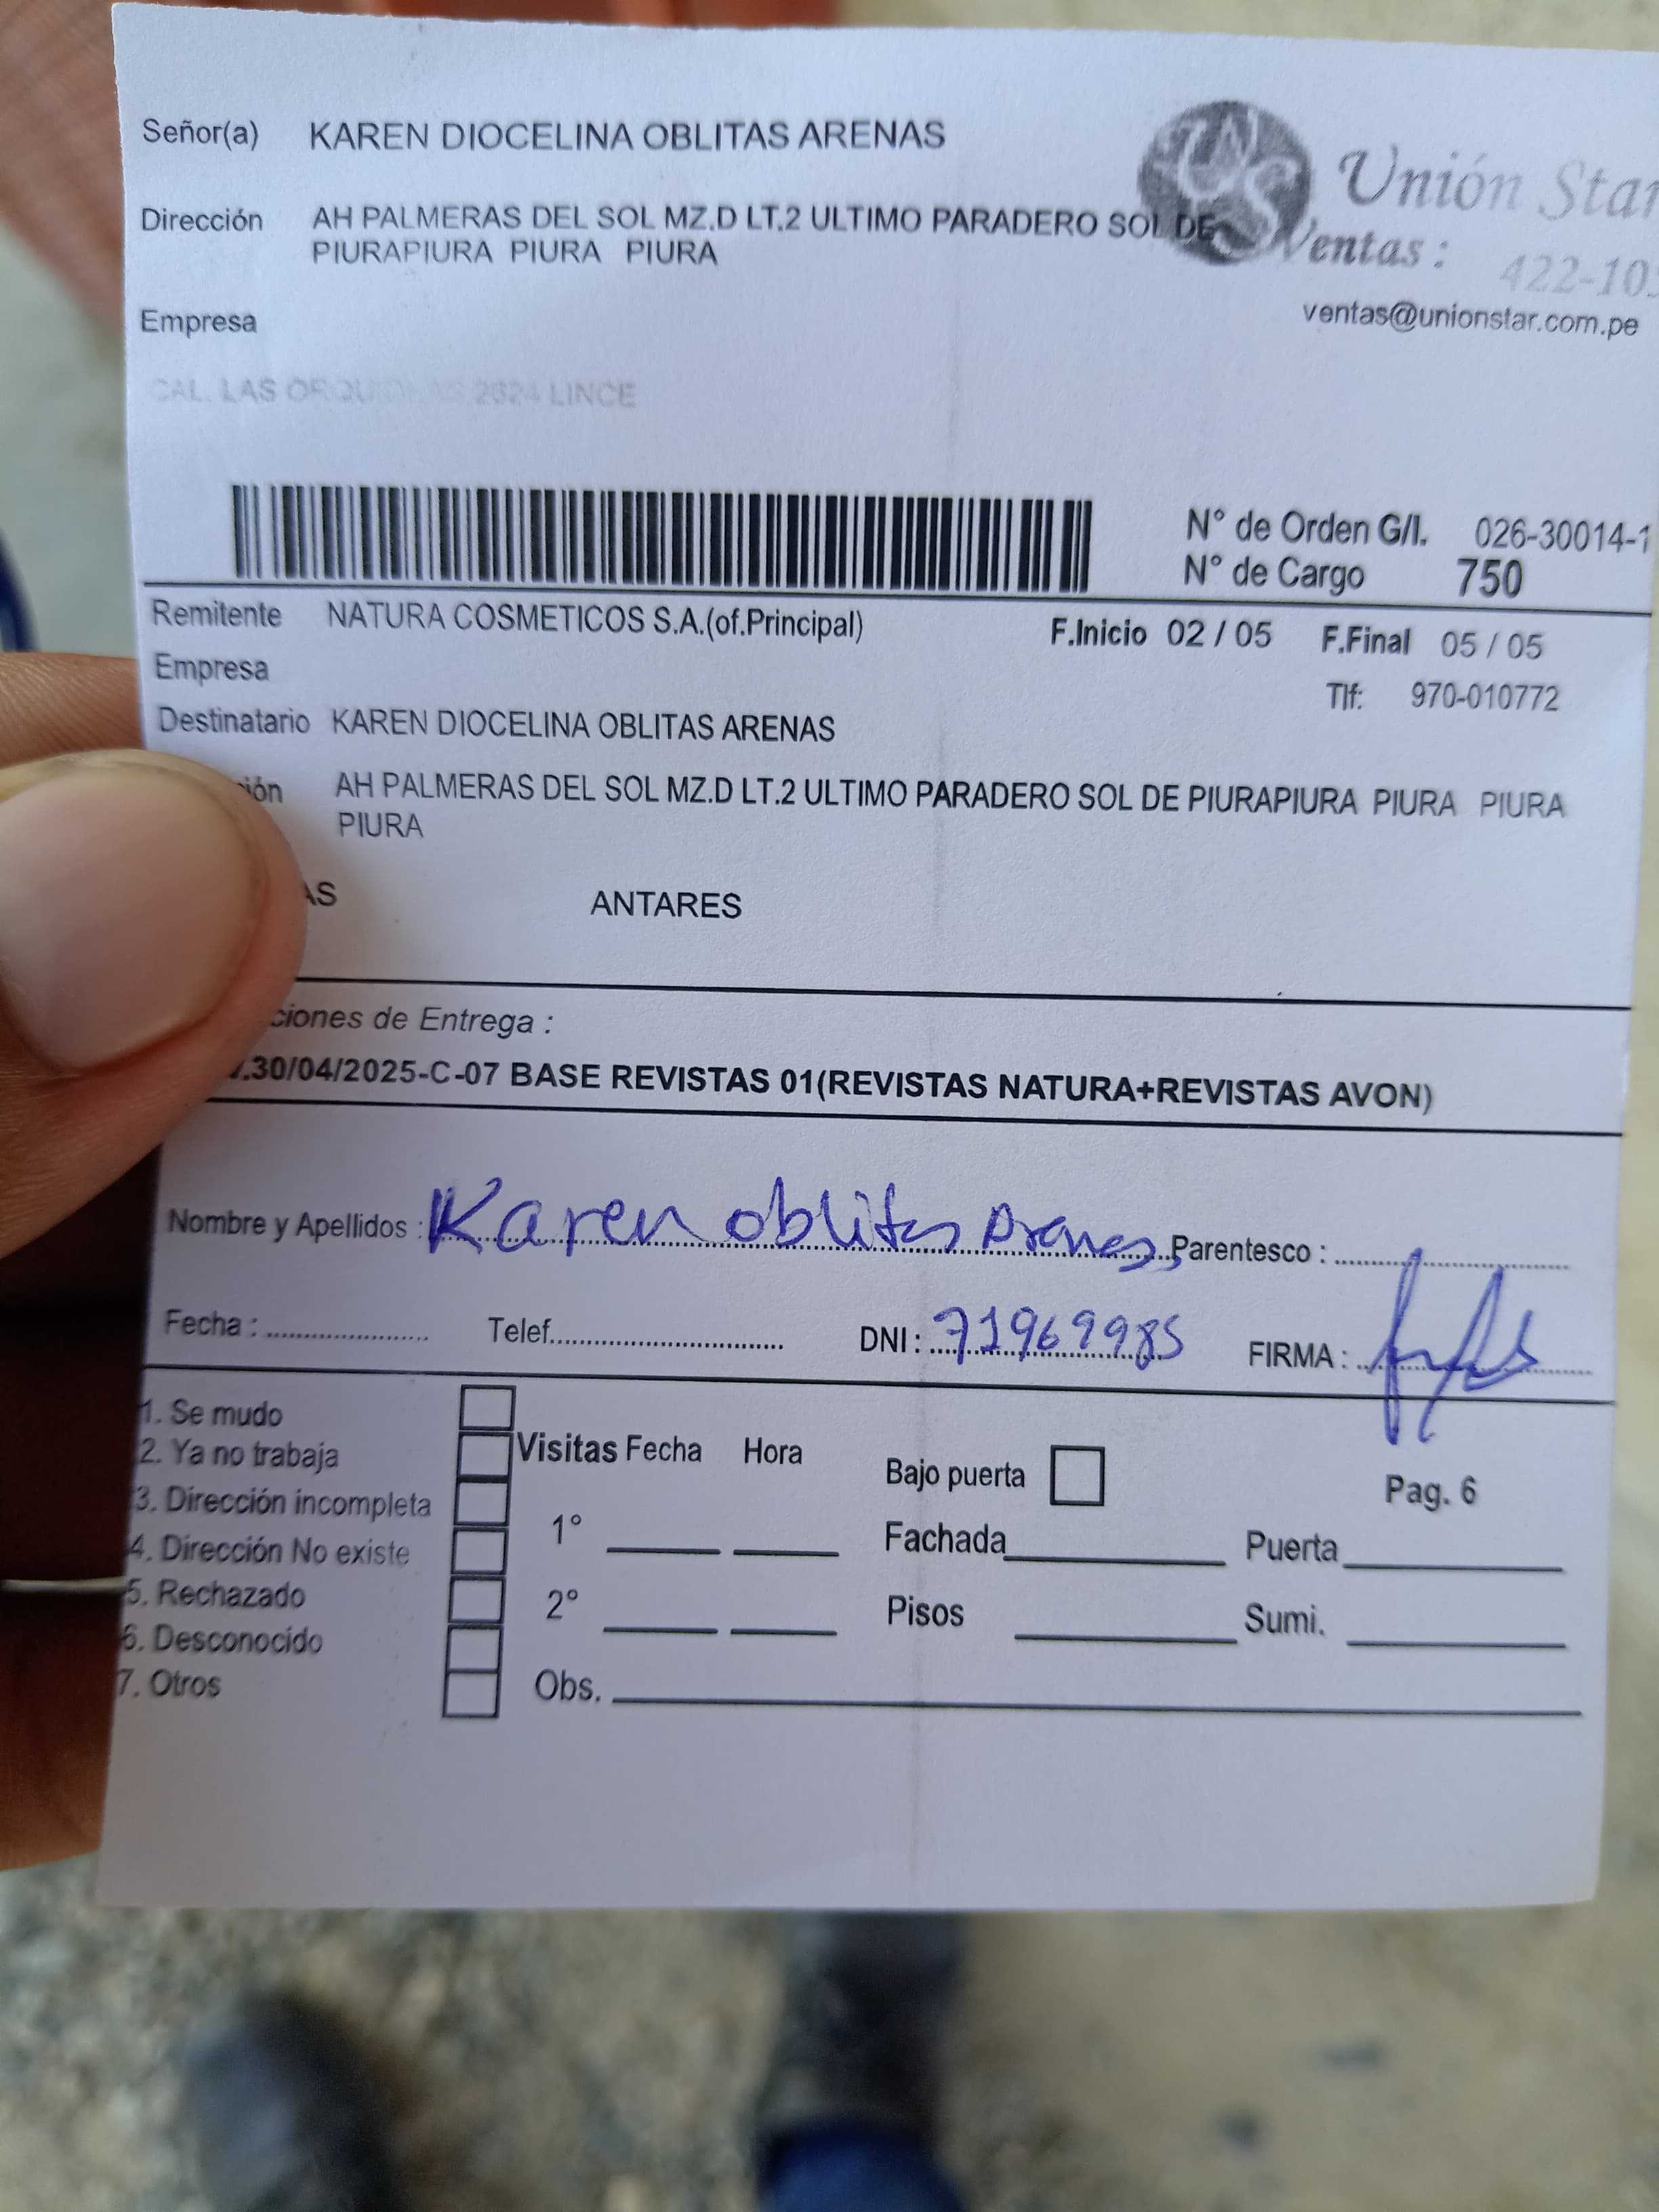 Señor(a) KAREN DIOCELINA OBLITAS ARENAS
Unión Star
Dirección AH PALMERAS DEL SOL MZ.D LT.2 ULTIMO PARADERO SOL DE
PIURAPIURA PIURA PIURA
Ventas : 422-10
ventas@unionstar.com.pe
Empresa
CAL. LAS ORQUIDEAS 2624 LINCE
N° de Orden G/I. 026-30014-1
N° de Cargo 750
Remitente NATURA COSMETICOS S.A.(of.Principal) F.Inicio 02 / 05 F.Final 05 / 05
Empresa
Tlf: 970-010772
Destinatario KAREN DIOCELINA OBLITAS ARENAS
ión AH PALMERAS DEL SOL MZ.D LT.2 ULTIMO PARADERO SOL DE PIURAPIURA PIURA PIURA
PIURA
AS ANTARES
ciones de Entrega :
.30/04/2025-C-07 BASE REVISTAS 01(REVISTAS NATURA+REVISTAS AVON)
Nombre y Apellidos : Karen oblitas Arenas Parentesco :
Fecha : Telef. DNI : 71969985 FIRMA :
1. Se mudo
2. Ya no trabaja
3. Dirección incompleta
4. Dirección No existe
5. Rechazado
6. Desconocido
7. Otros
Visitas Fecha Hora
1°
2°
Obs.
Bajo puerta
Pag. 6
Fachada Puerta
Pisos Sumi.